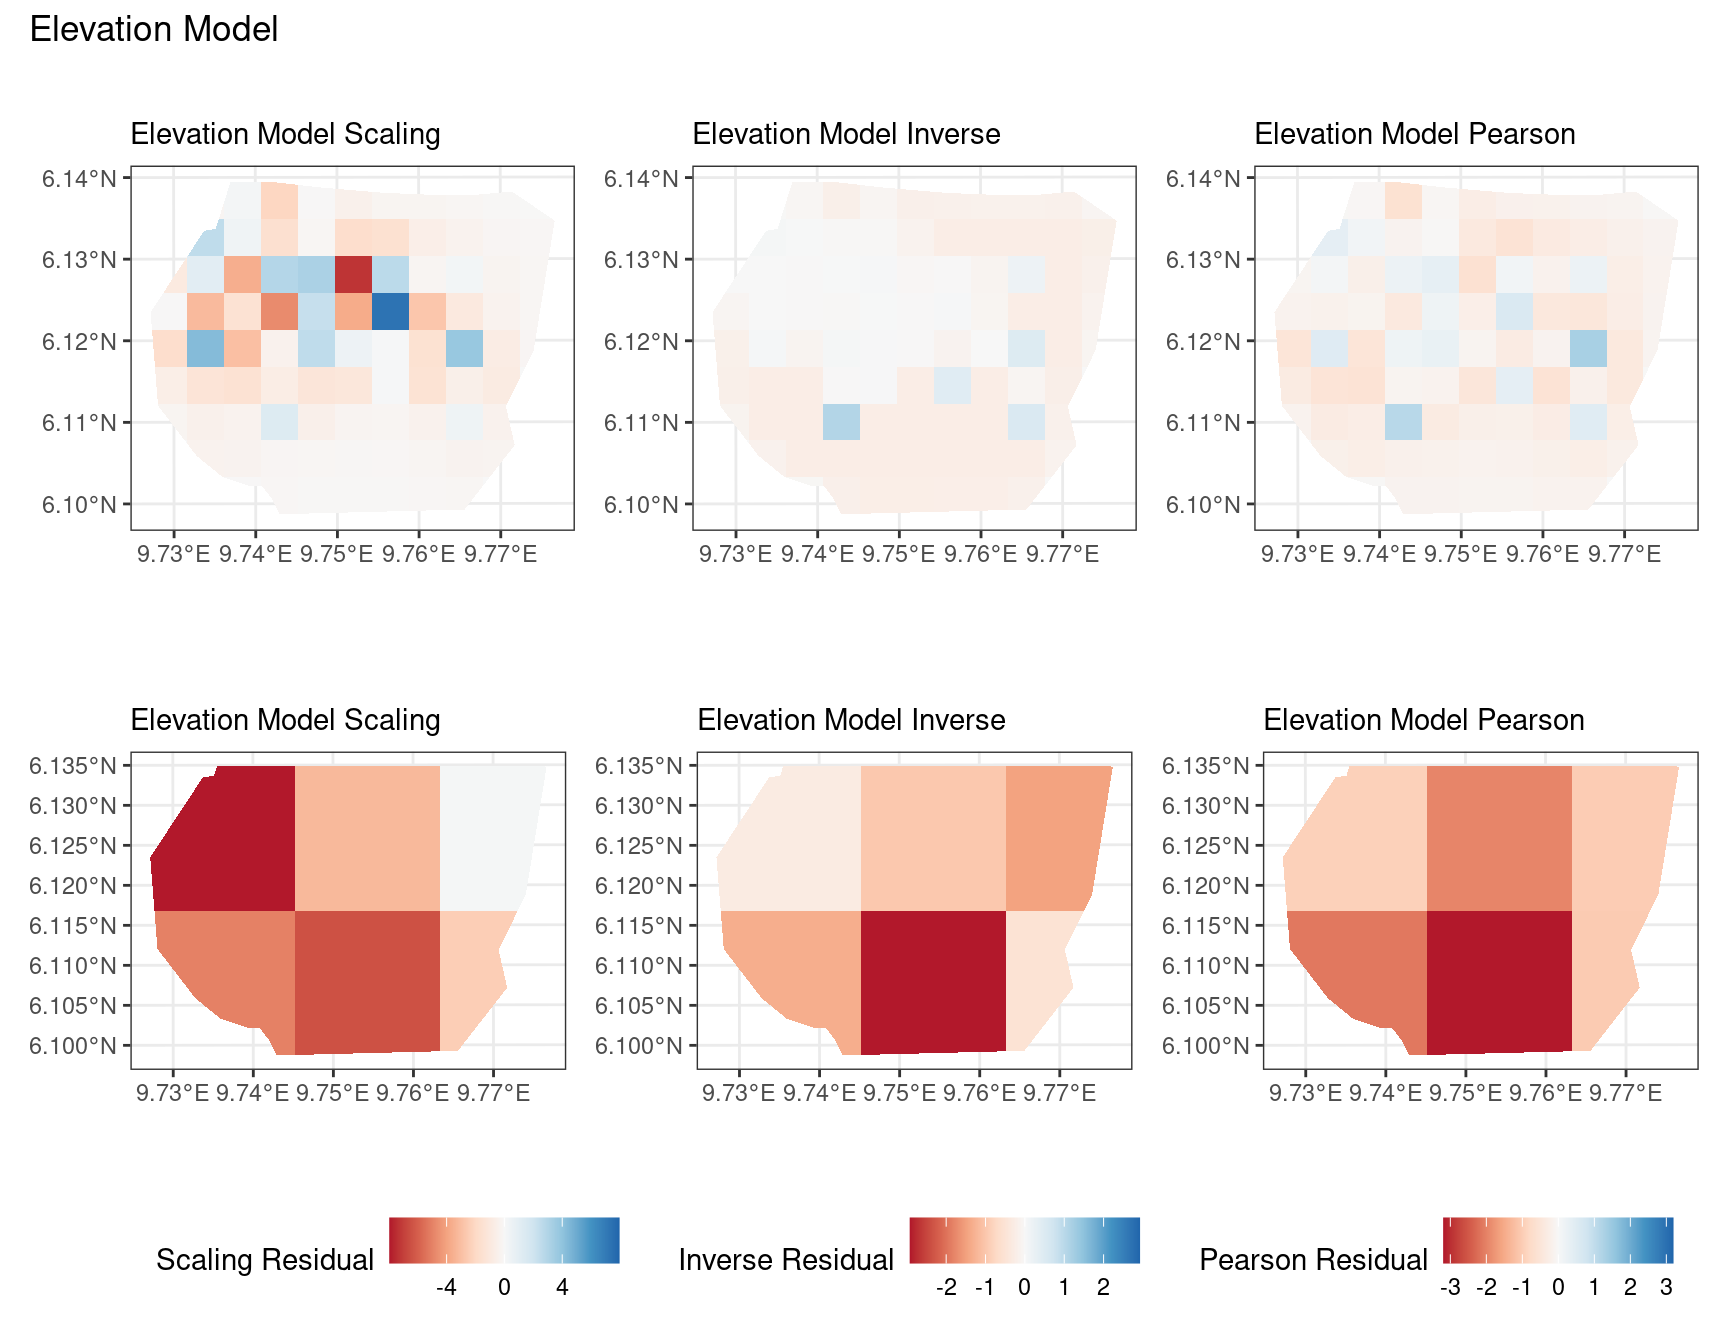 Elevation Model
Elevation Model Scaling
Elevation Model Inverse
Elevation Model Pearson
6.14°N
6.13°N
6.12°N
6.11°N
6.10°N
9.73°E 9.74°E 9.75°E 9.76°E 9.77°E
6.14°N
6.13°N
6.12°N
6.11°N
6.10°N
9.73°E 9.74°E 9.75°E 9.76°E 9.77°E
6.14°N
6.13°N
6.12°N
6.11°N
6.10°N
9.73°E 9.74°E 9.75°E 9.76°E 9.77°E
Elevation Model Scaling
Elevation Model Inverse
Elevation Model Pearson
6.135°N
6.130°N
6.125°N
6.120°N
6.115°N
6.110°N
6.105°N
6.100°N
9.73°E 9.74°E 9.75°E 9.76°E 9.77°E
6.135°N
6.130°N
6.125°N
6.120°N
6.115°N
6.110°N
6.105°N
6.100°N
9.73°E 9.74°E 9.75°E 9.76°E 9.77°E
6.135°N
6.130°N
6.125°N
6.120°N
6.115°N
6.110°N
6.105°N
6.100°N
9.73°E 9.74°E 9.75°E 9.76°E 9.77°E
Scaling Residual
-4 0 4
Inverse Residual
-2 -1 0 1 2
Pearson Residual
-3 -2 -1 0 1 2 3